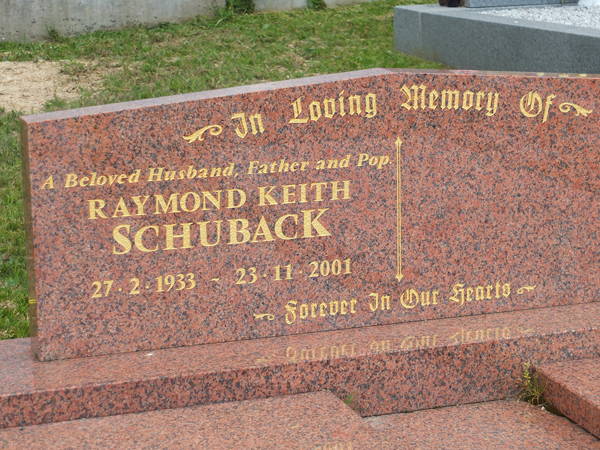 In Loving Memory Of
A Beloved Husband, Father and Pop.
RAYMOND KEITH
SCHUBACK
27 · 2 · 1933 ~ 23 · 11 · 2001
Forever In Our Hearts